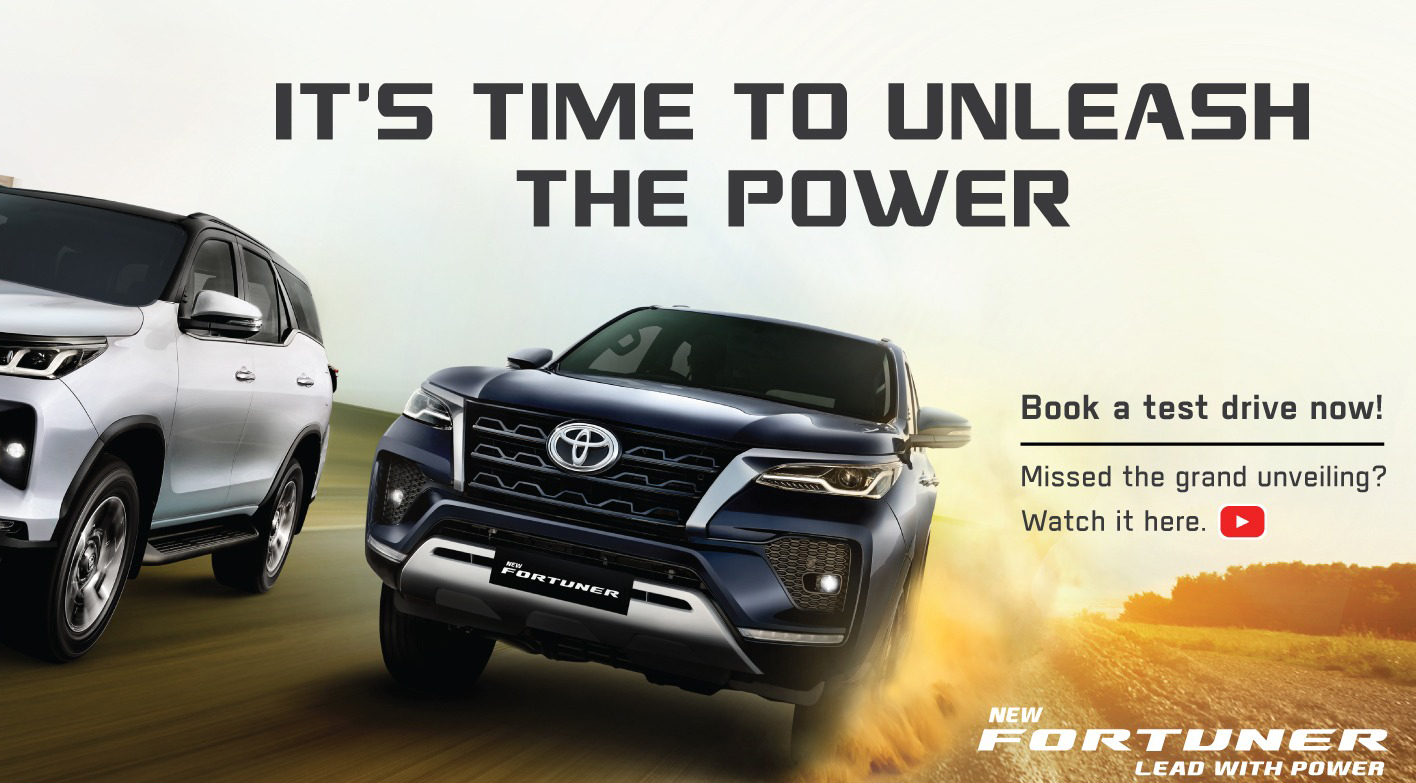 IT'S TIME TO UNLEASH
THE POWER
Book a test drive now!
Missed the grand unveiling?
Watch it here.
NEW
FORTUNER
NEW
FORTUNER
LEAD WITH POWER